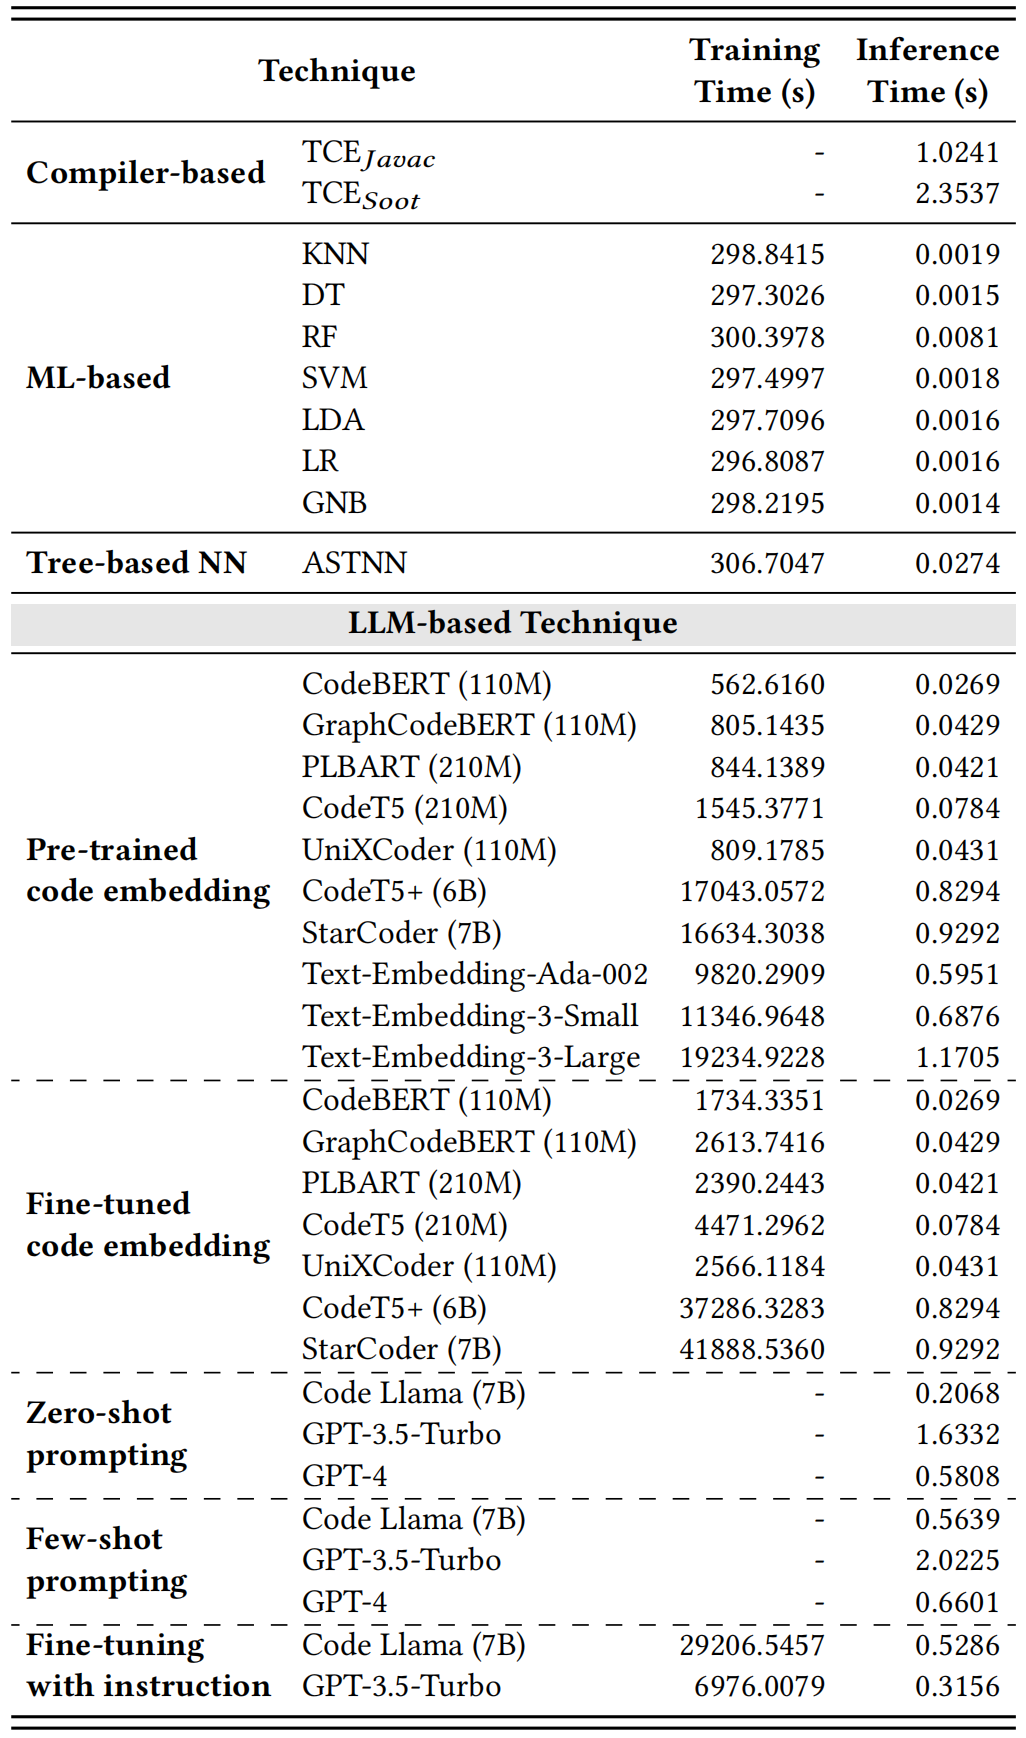 Technique Training Time (s) Inference Time (s)
Compiler-based TCE_Javac - 1.0241
TCE_Soot - 2.3537
ML-based KNN 298.8415 0.0019
DT 297.3026 0.0015
RF 300.3978 0.0081
SVM 297.4997 0.0018
LDA 297.7096 0.0016
LR 296.8087 0.0016
GNB 298.2195 0.0014
Tree-based NN ASTNN 306.7047 0.0274
LLM-based Technique
Pre-trained code embedding CodeBERT (110M) 562.6160 0.0269
GraphCodeBERT (110M) 805.1435 0.0429
PLBART (210M) 844.1389 0.0421
CodeT5 (210M) 1545.3771 0.0784
UniXCoder (110M) 809.1785 0.0431
CodeT5+ (6B) 17043.0572 0.8294
StarCoder (7B) 16634.3038 0.9292
Text-Embedding-Ada-002 9820.2909 0.5951
Text-Embedding-3-Small 11346.9648 0.6876
Text-Embedding-3-Large 19234.9228 1.1705
Fine-tuned code embedding CodeBERT (110M) 1734.3351 0.0269
GraphCodeBERT (110M) 2613.7416 0.0429
PLBART (210M) 2390.2443 0.0421
CodeT5 (210M) 4471.2962 0.0784
UniXCoder (110M) 2566.1184 0.0431
CodeT5+ (6B) 37286.3283 0.8294
StarCoder (7B) 41888.5360 0.9292
Zero-shot prompting Code Llama (7B) - 0.2068
GPT-3.5-Turbo - 1.6332
GPT-4 - 0.5808
Few-shot prompting Code Llama (7B) - 0.5639
GPT-3.5-Turbo - 2.0225
GPT-4 - 0.6601
Fine-tuning with instruction Code Llama (7B) 29206.5457 0.5286
GPT-3.5-Turbo 6976.0079 0.3156